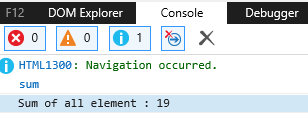 F12 DOM Explorer Console Debugger
0 0 1
HTML1300: Navigation occurred.
sum
Sum of all element : 19